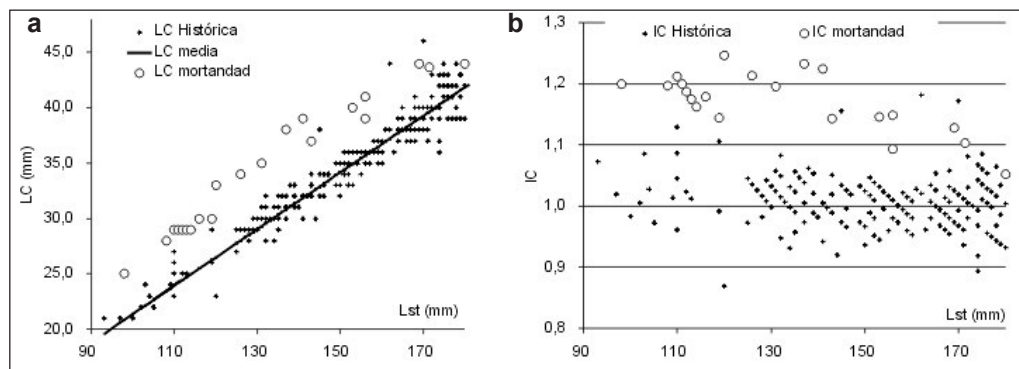 a
LC Histórica
LC media
LC mortandad
LC (mm)
45,0
40,0
35,0
30,0
25,0
20,0
Lst (mm)
90 110 130 150 170
b
IC Histórica
IC mortandad
IC
1,3
1,2
1,1
1,0
0,9
0,8
Lst (mm)
90 110 130 150 170